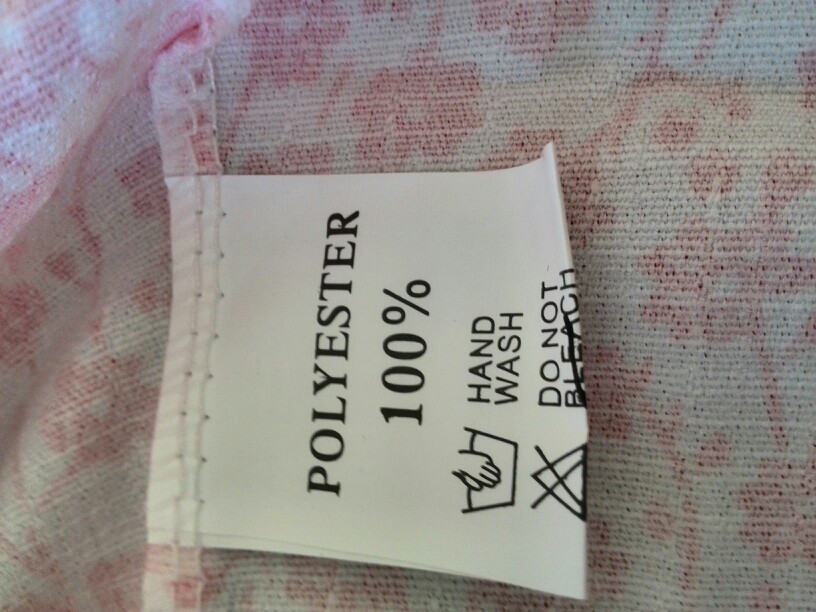 POLYESTER
100%
HAND
WASH
DO NOT
BLEACH